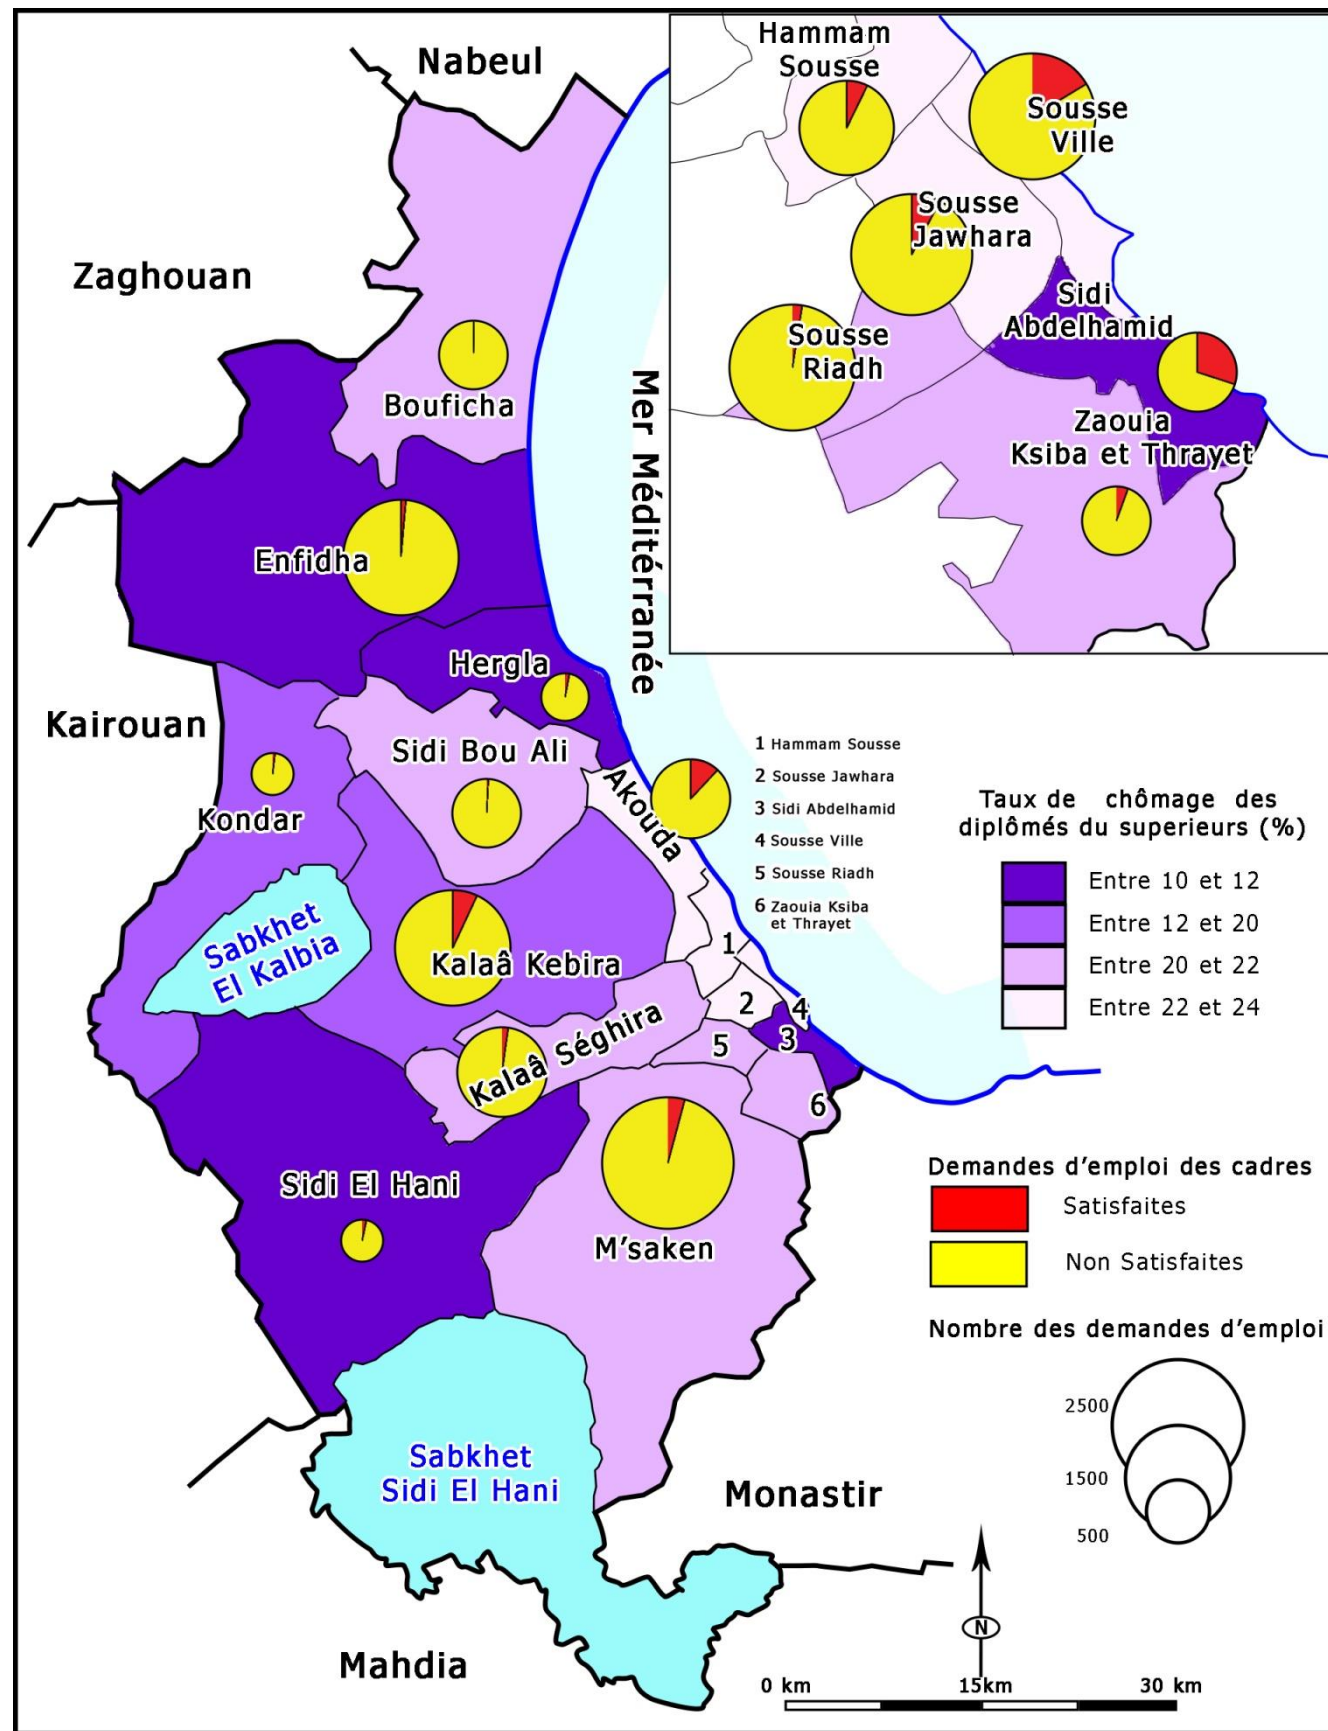 Nabeul
Hammam
Sousse
Sousse
Ville
Sousse
Jawhara
Zaghouan
Sidi
Abdelhamid
Sousse
Riadh
Bouficha
Mer Méditérranée
Zaouia
Ksiba et Thrayet
Enfidha
Hergla
Kairouan
Sidi Bou Ali
Akouda
Kondar
1 Hammam Sousse
2 Sousse Jawhara
3 Sidi Abdelhamid
4 Sousse Ville
5 Sousse Riadh
6 Zaouia Ksiba
et Thrayet
Taux de chômage des
diplômés du superieurs (%)
Entre 10 et 12
Entre 12 et 20
Entre 20 et 22
Entre 22 et 24
Sabkhet
El Kalbia
Kalaâ Kebira
1
2
4
3
5
6
Kalaâ Séghira
Sidi El Hani
M'saken
Demandes d'emploi des cadres
Satisfaites
Non Satisfaites
Nombre des demandes d'emploi
2500
1500
500
Sabkhet
Sidi El Hani
Monastir
Mahdia
N
0 km 15km 30 km